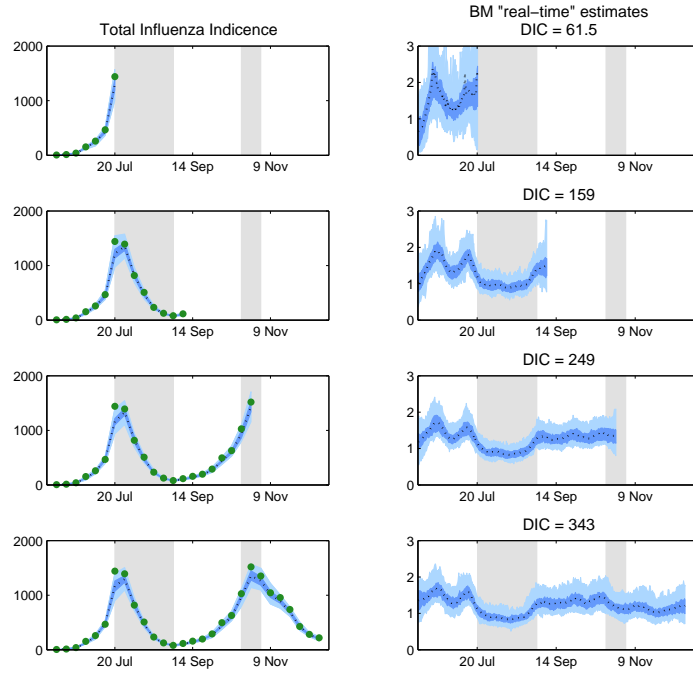 Total Influenza Indicence
BM "real-time" estimates
DIC = 61.5
2000
1000
0
20 Jul 14 Sep 9 Nov
3
2
1
0
20 Jul 14 Sep 9 Nov
DIC = 159
2000
1000
0
20 Jul 14 Sep 9 Nov
3
2
1
0
20 Jul 14 Sep 9 Nov
DIC = 249
2000
1000
0
20 Jul 14 Sep 9 Nov
3
2
1
0
20 Jul 14 Sep 9 Nov
DIC = 343
2000
1000
0
20 Jul 14 Sep 9 Nov
3
2
1
0
20 Jul 14 Sep 9 Nov